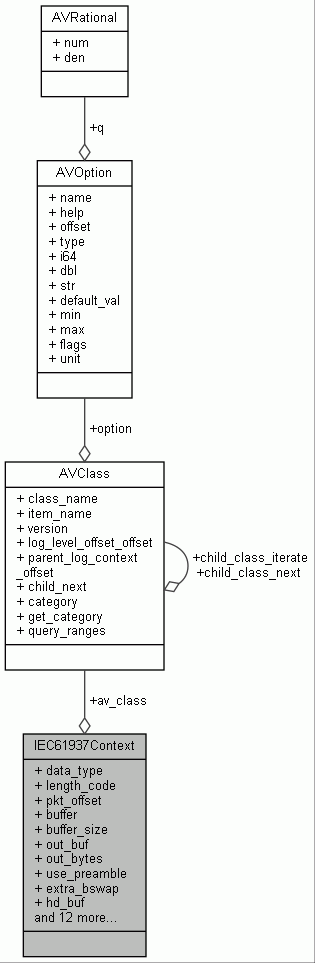 AVRational
+ num
+ den
+q
AVOption
+ name
+ help
+ offset
+ type
+ i64
+ dbl
+ str
+ default_val
+ min
+ max
+ flags
+ unit
+option
AVClass
+ class_name
+ item_name
+ version
+ log_level_offset_offset
+ parent_log_context
_offset
+ child_next
+ category
+ get_category
+ query_ranges
+child_class_iterate
+child_class_next
+av_class
IEC61937Context
+ data_type
+ length_code
+ pkt_offset
+ buffer
+ buffer_size
+ out_buf
+ out_bytes
+ use_preamble
+ extra_bswap
+ hd_buf
and 12 more...